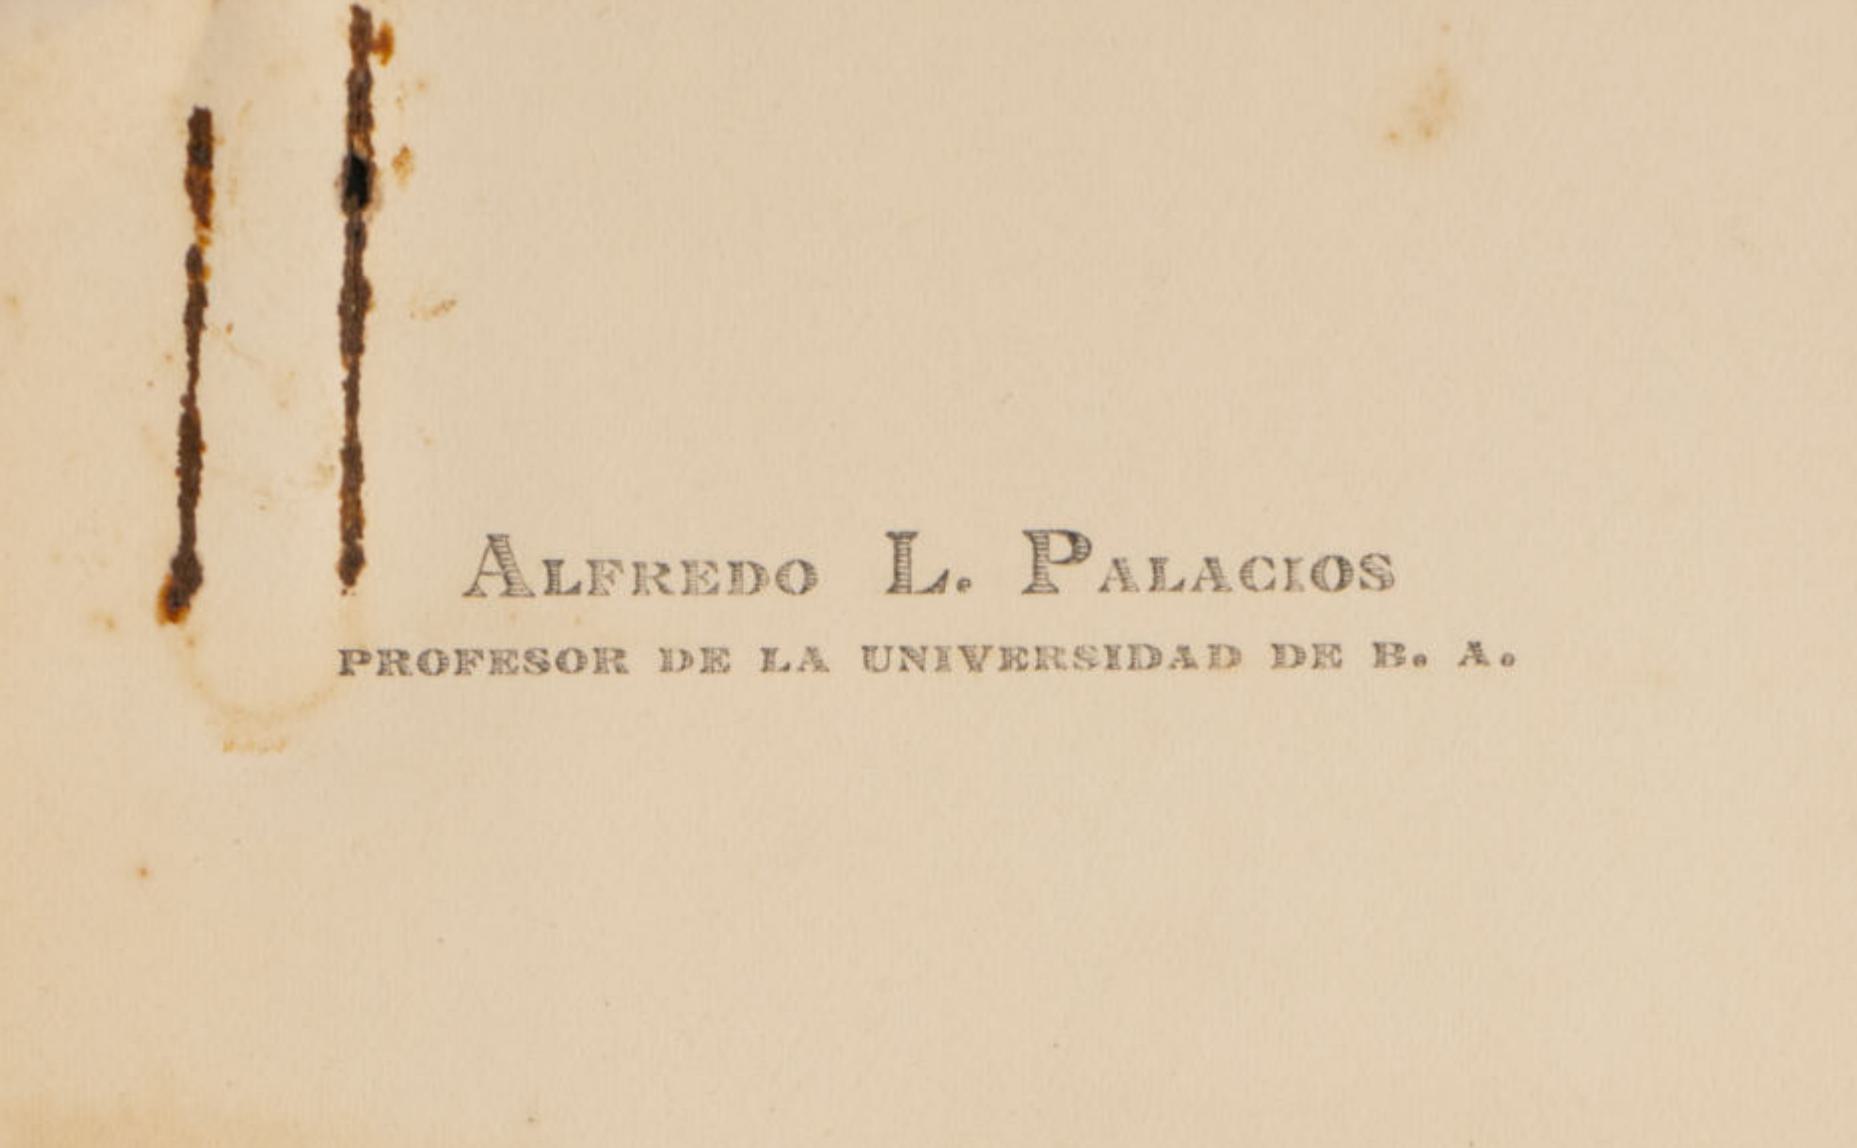 ALFREDO L. PALACIOS
PROFESOR DE LA UNIVERSIDAD DE B. A.